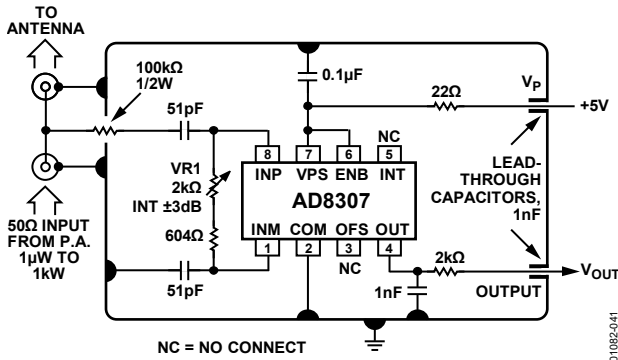 TO
ANTENNA
100kΩ
1/2W
51pF
0.1µF
22Ω
VP
+5V
NC
8
7
6
5
INP
VPS
ENB
INT
VR1
2kΩ
INT ±3dB
AD8307
LEAD-
THROUGH
CAPACITORS,
1nF
50Ω INPUT
FROM P.A.
1µW TO
1kW
604Ω
INM
COM
OFS
OUT
1
2
3
4
NC
51pF
1nF
2kΩ
VOUT
OUTPUT
NC = NO CONNECT
01082-041